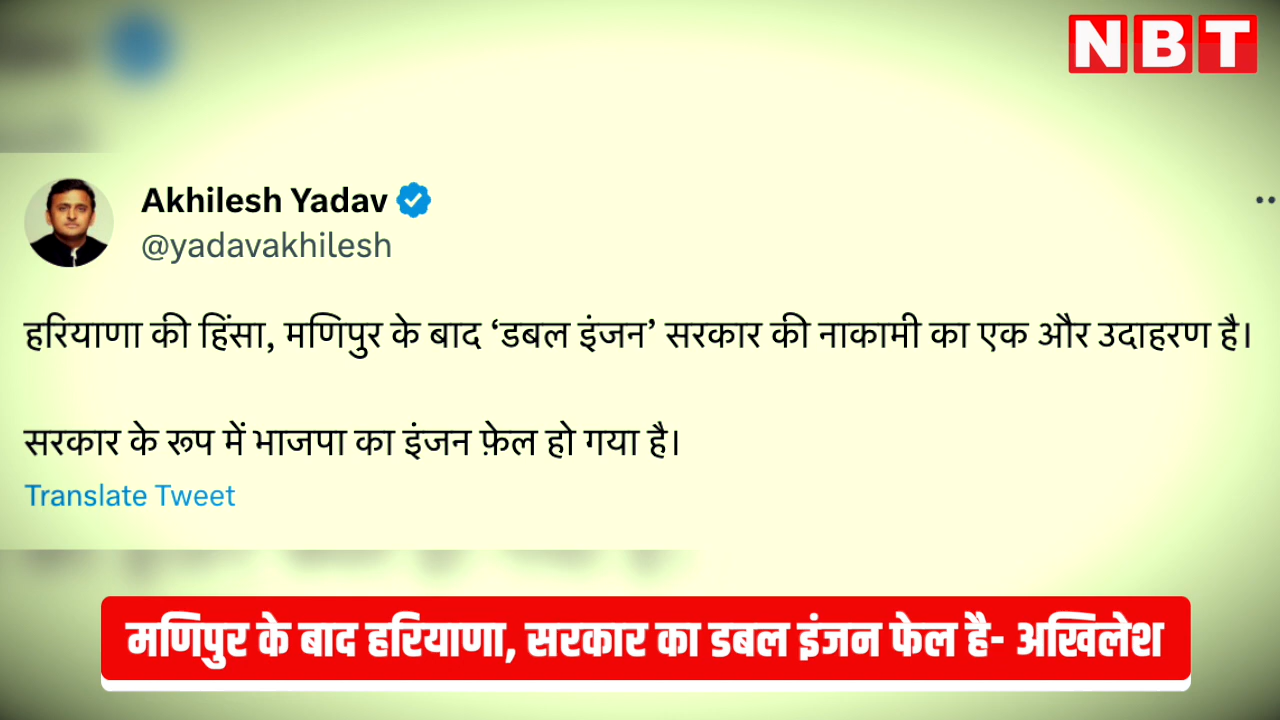 NBT
Akhilesh Yadav
@yadavakhilesh
हरियाणा की हिंसा, मणिपुर के बाद ‘डबल इंजन’ सरकार की नाकामी का एक और उदाहरण है।
सरकार के रूप में भाजपा का इंजन फ़ेल हो गया है।
Translate Tweet
मणिपुर के बाद हरियाणा, सरकार का डबल इंजन फेल है- अखिलेश